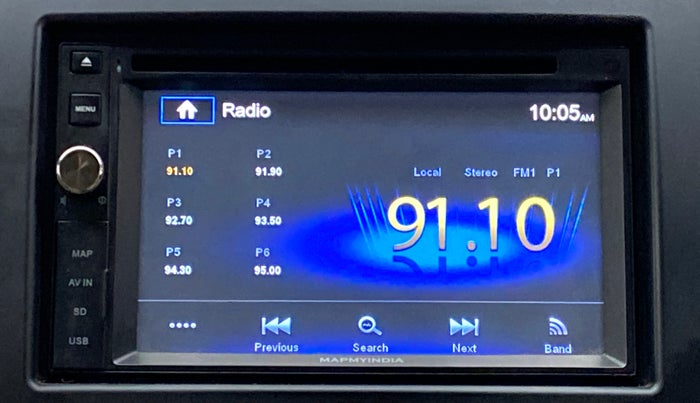 MENU
MAP
AV IN
SD
USB
Radio
10:05AM
P1 P2
91.10 91.90
P3 P4
92.70 93.50
P5 P6
94.30 95.00
Local Stereo FM1 P1
91.10
Previous Search Next Band
MAPMYINDIA